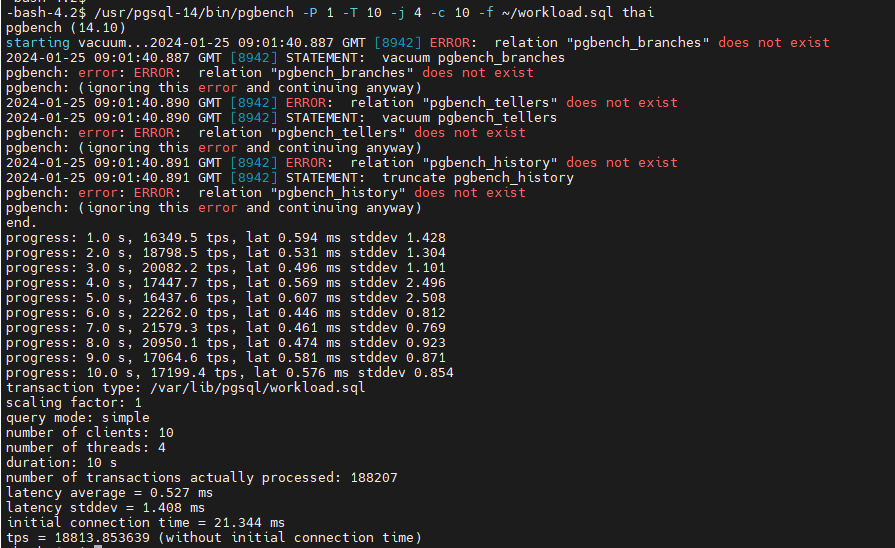 -bash-4.2$
-bash-4.2$ /usr/pgsql-14/bin/pgbench -P 1 -T 10 -j 4 -c 10 -f ~/workload.sql thai
pgbench (14.10)
starting vacuum...2024-01-25 09:01:40.887 GMT [8942] ERROR:  relation "pgbench_branches" does not exist
2024-01-25 09:01:40.887 GMT [8942] STATEMENT:  vacuum pgbench_branches
pgbench: error: ERROR:  relation "pgbench_branches" does not exist
pgbench: (ignoring this error and continuing anyway)
2024-01-25 09:01:40.890 GMT [8942] ERROR:  relation "pgbench_tellers" does not exist
2024-01-25 09:01:40.890 GMT [8942] STATEMENT:  vacuum pgbench_tellers
pgbench: error: ERROR:  relation "pgbench_tellers" does not exist
pgbench: (ignoring this error and continuing anyway)
2024-01-25 09:01:40.891 GMT [8942] ERROR:  relation "pgbench_history" does not exist
2024-01-25 09:01:40.891 GMT [8942] STATEMENT:  truncate pgbench_history
pgbench: error: ERROR:  relation "pgbench_history" does not exist
pgbench: (ignoring this error and continuing anyway)
end.
progress: 1.0 s, 16349.5 tps, lat 0.594 ms stddev 1.428
progress: 2.0 s, 18798.5 tps, lat 0.531 ms stddev 1.304
progress: 3.0 s, 20082.2 tps, lat 0.496 ms stddev 1.101
progress: 4.0 s, 17447.7 tps, lat 0.569 ms stddev 2.496
progress: 5.0 s, 16437.6 tps, lat 0.607 ms stddev 2.508
progress: 6.0 s, 22262.0 tps, lat 0.446 ms stddev 0.812
progress: 7.0 s, 21579.3 tps, lat 0.461 ms stddev 0.769
progress: 8.0 s, 20950.1 tps, lat 0.474 ms stddev 0.923
progress: 9.0 s, 17064.6 tps, lat 0.581 ms stddev 0.871
progress: 10.0 s, 17199.4 tps, lat 0.576 ms stddev 0.854
transaction type: /var/lib/pgsql/workload.sql
scaling factor: 1
query mode: simple
number of clients: 10
number of threads: 4
duration: 10 s
number of transactions actually processed: 188207
latency average = 0.527 ms
latency stddev = 1.408 ms
initial connection time = 21.344 ms
tps = 18813.853639 (without initial connection time)